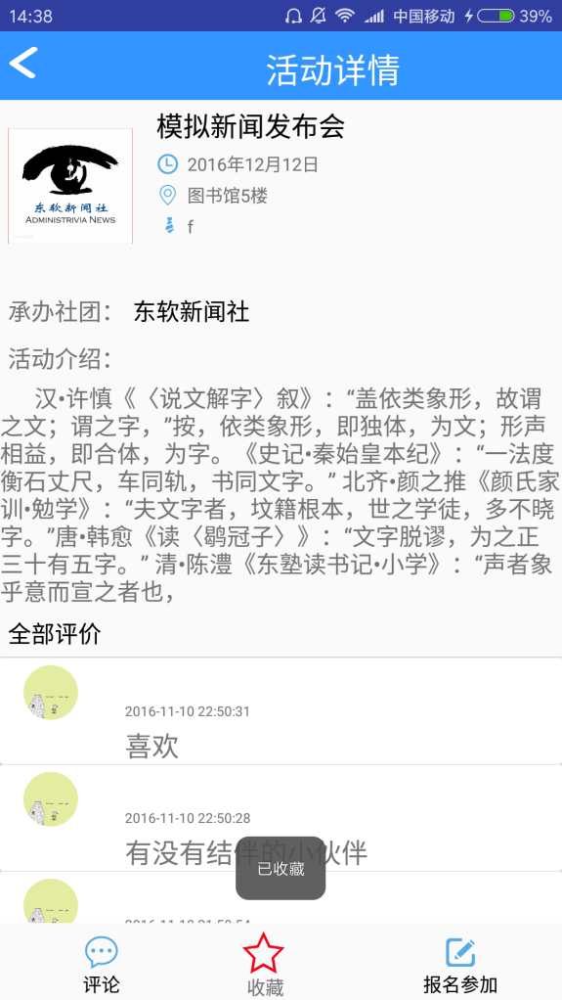 14:38 中国移动 39%
活动详情
模拟新闻发布会
2016年12月12日
图书馆5楼
f
东软新闻社
ADMINISTRIVIA NEWS
承办社团： 东软新闻社
活动介绍：
汉•许慎《〈说文解字〉叙》：“盖依类象形，故谓
之文；谓之字，”按，依类象形，即独体，为文；形声
相益，即合体，为字。《史记•秦始皇本纪》：“一法度
衡石丈尺，车同轨，书同文字。” 北齐•颜之推《颜氏家
训•勉学》：“夫文字者，坟籍根本，世之学徒，多不晓
字。”唐•韩愈《读〈鹖冠子〉》：“文字脱谬，为之正
三十有五字。” 清•陈澧《东塾读书记•小学》：“声者象
乎意而宣之者也，
全部评价
2016-11-10 22:50:31
喜欢
2016-11-10 22:50:28
有没有结伴的小伙伴
已收藏
评论 收藏 报名参加